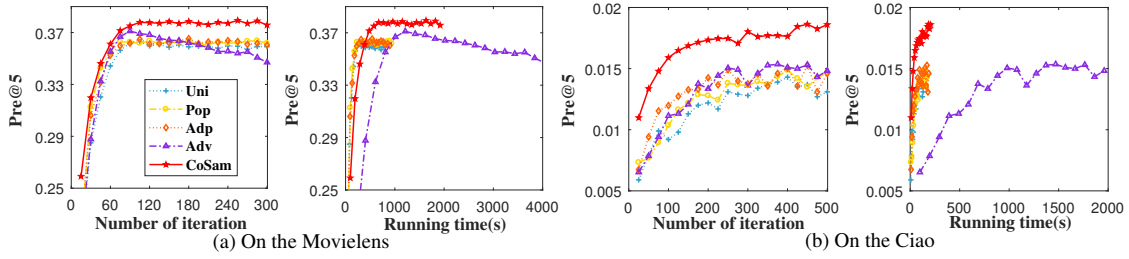 Pre@5
0.37
0.33
0.29
0.25
0 60 120 180 240 300
Number of iteration
Uni
Pop
Adp
Adv
CoSam
Pre@5
0.37
0.33
0.29
0.25
0 1000 2000 3000 4000
Running time(s)
(a) On the Movielens
Pre@5
0.02
0.015
0.01
0.005
0 100 200 300 400 500
Number of iteration
Pre@5
0.02
0.015
0.01
0.005
0 500 1000 1500 2000
Running time(s)
(b) On the Ciao